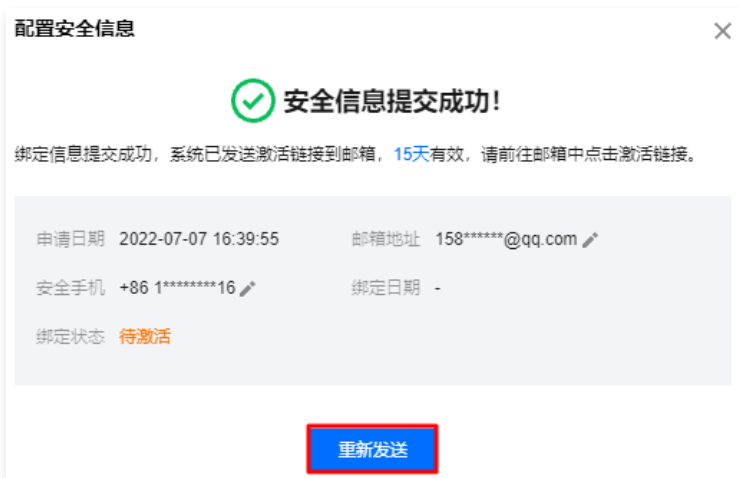 配置安全信息
安全信息提交成功！
绑定信息提交成功，系统已发送激活链接到邮箱，15天有效，请前往邮箱中点击激活链接。
申请日期 2022-07-07 16:39:55 邮箱地址 158******@qq.com
安全手机 +86 1********16 绑定日期 -
绑定状态 待激活
重新发送